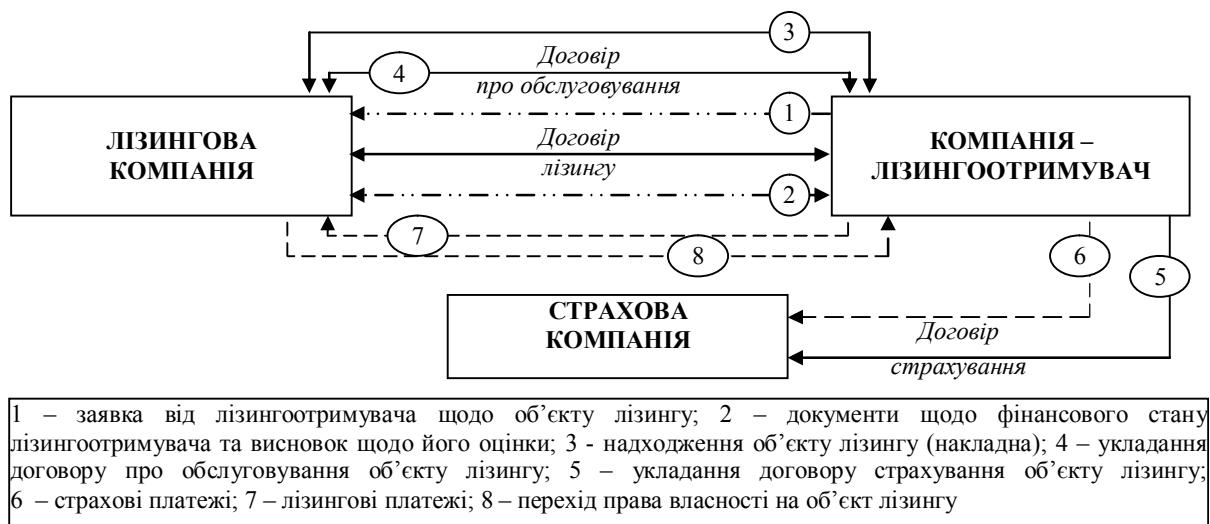 3
Договір
4
про обслуговування
1
ЛІЗИНГОВА
КОМПАНІЯ
Договір
лізингу
КОМПАНІЯ –
ЛІЗИНГООТРИМУВАЧ
2
7
8
6
5
СТРАХОВА
КОМПАНІЯ
Договір
страхування
1 – заявка від лізингоотримувача щодо об’єкту лізингу; 2 – документи щодо фінансового стану
лізингоотримувача та висновок щодо його оцінки; 3 - надходження об’єкту лізингу (накладна); 4 – укладання
договору про обслуговування об’єкту лізингу; 5 – укладання договору страхування об’єкту лізингу;
6 – страхові платежі; 7 – лізингові платежі; 8 – перехід права власності на об’єкт лізингу